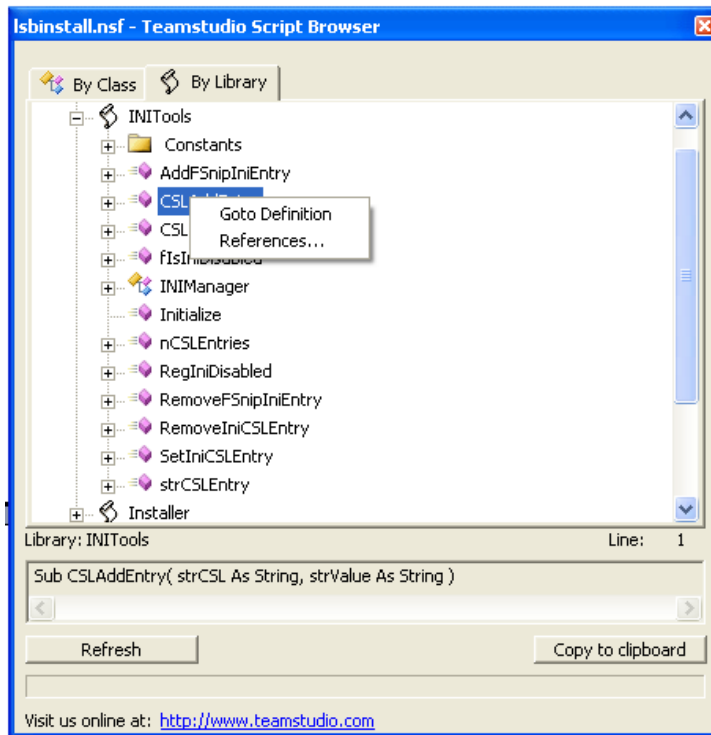 lsbinstall.nsf - Teamstudio Script Browser
By Class By Library
INITools
Constants
AddFSnipIniEntry
Goto Definition
CSL
References...
INIManager
Initialize
nCSLEntries
RegIniDisabled
RemoveFSnipIniEntry
RemoveIniCSLEntry
SetIniCSLEntry
strCSLEntry
Installer
Library: INITools Line: 1
Sub CSLAddEntry( strCSL As String, strValue As String )
Refresh Copy to clipboard
Visit us online at: http://www.teamstudio.com